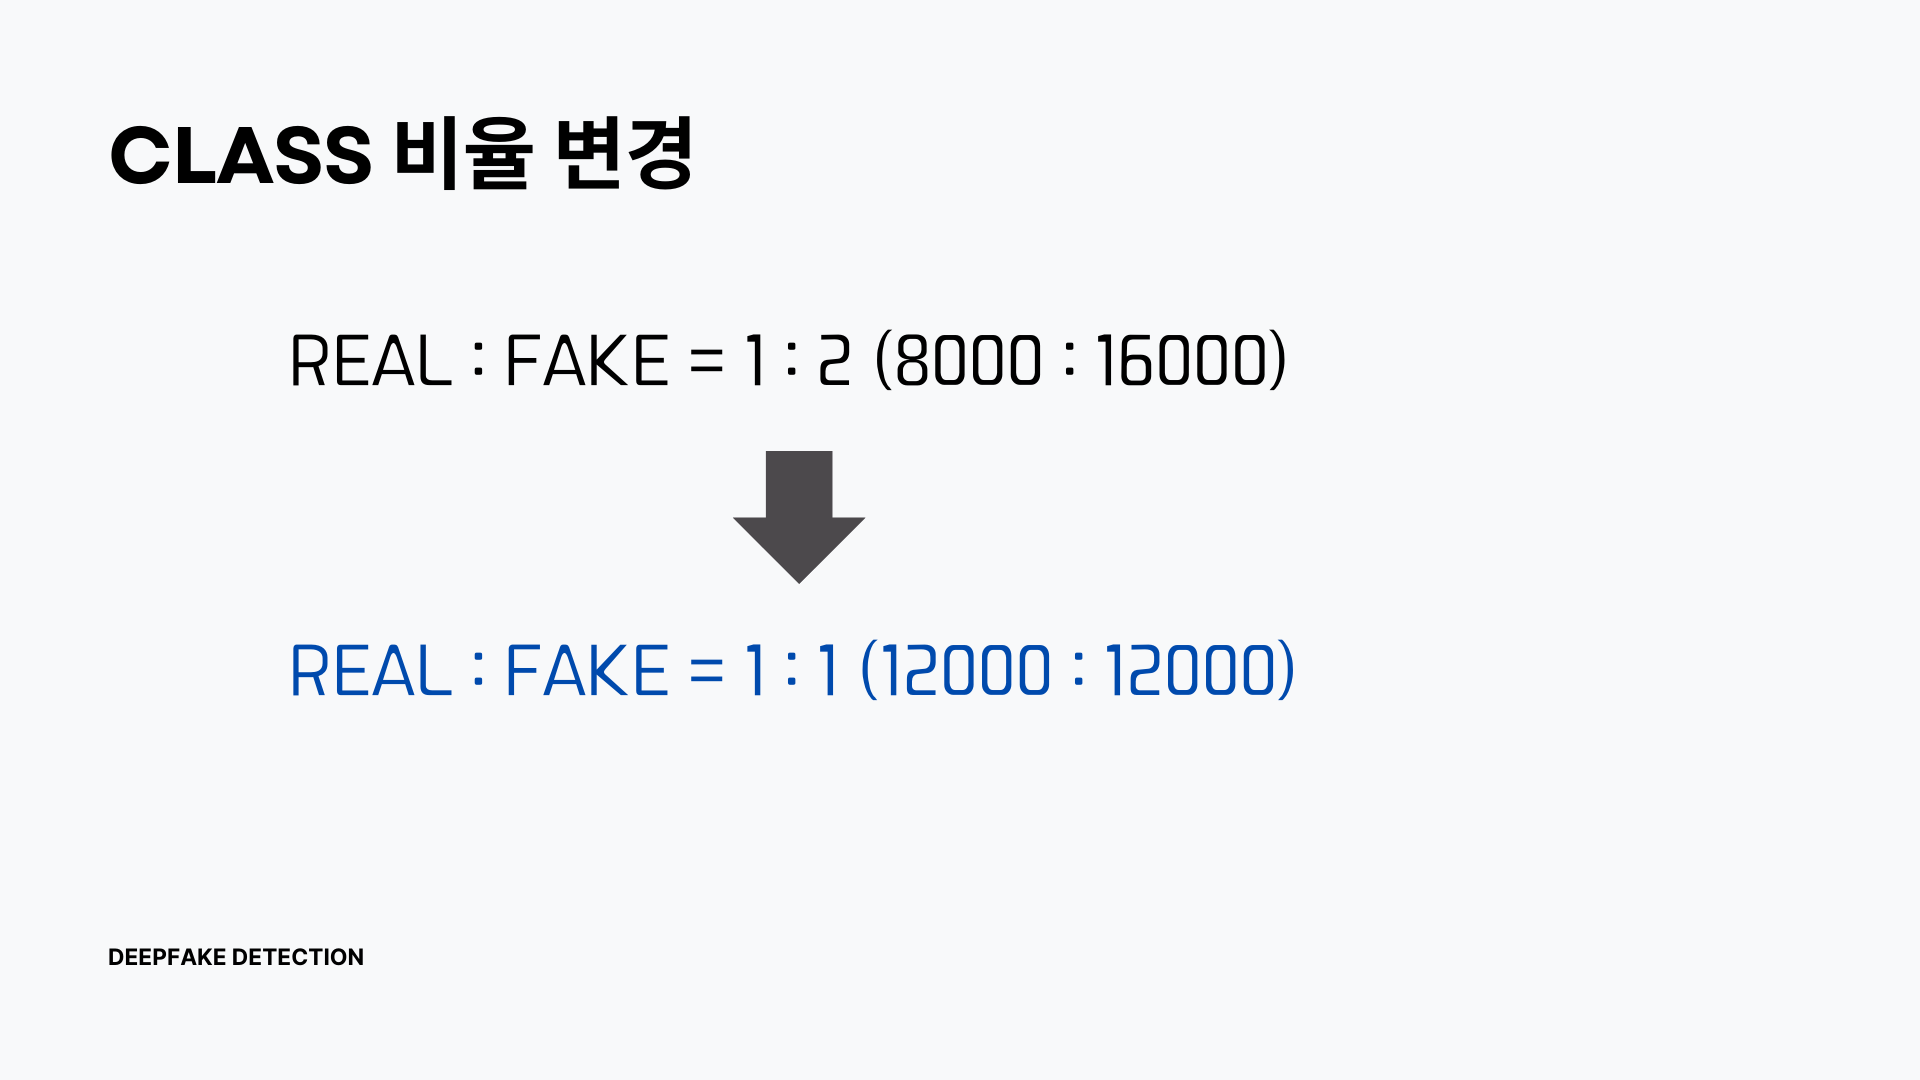 CLASS 비율 변경
REAL : FAKE = 1 : 2 (8000 : 16000)
REAL : FAKE = 1 : 1 (12000 : 12000)
DEEPFAKE DETECTION